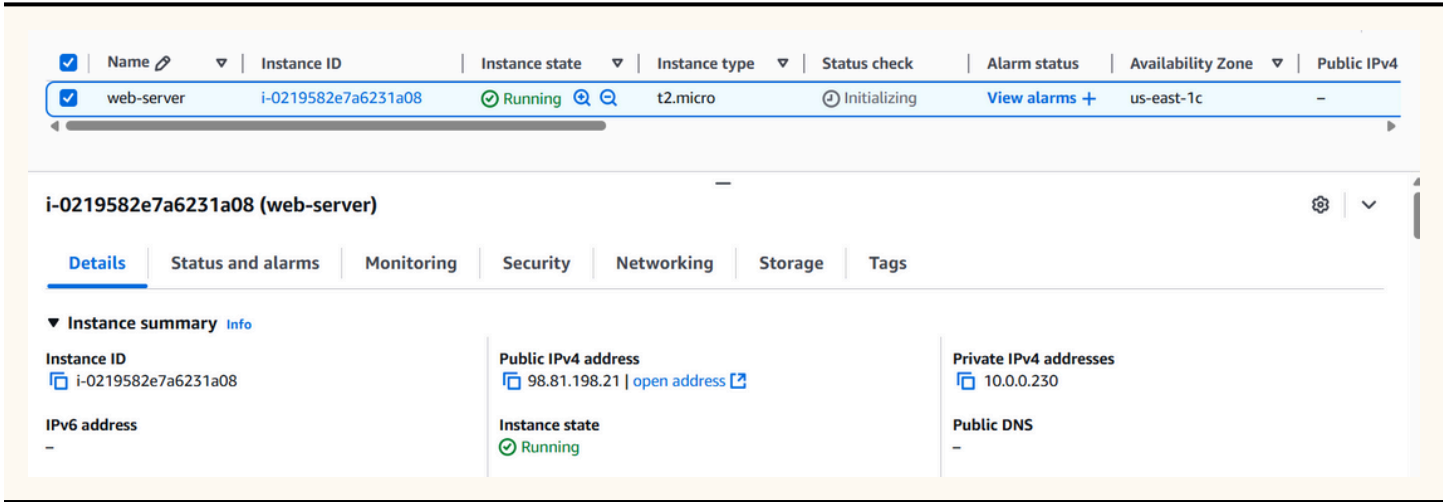 Name Instance ID Instance state Instance type Status check Alarm status Availability Zone Public IPv4
web-server i-0219582e7a6231a08 Running t2.micro Initializing View alarms + us-east-1c –
i-0219582e7a6231a08 (web-server)
Details Status and alarms Monitoring Security Networking Storage Tags
Instance summary Info
Instance ID Public IPv4 address Private IPv4 addresses
i-0219582e7a6231a08 98.81.198.21 | open address 10.0.0.230
IPv6 address Instance state Public DNS
– Running –